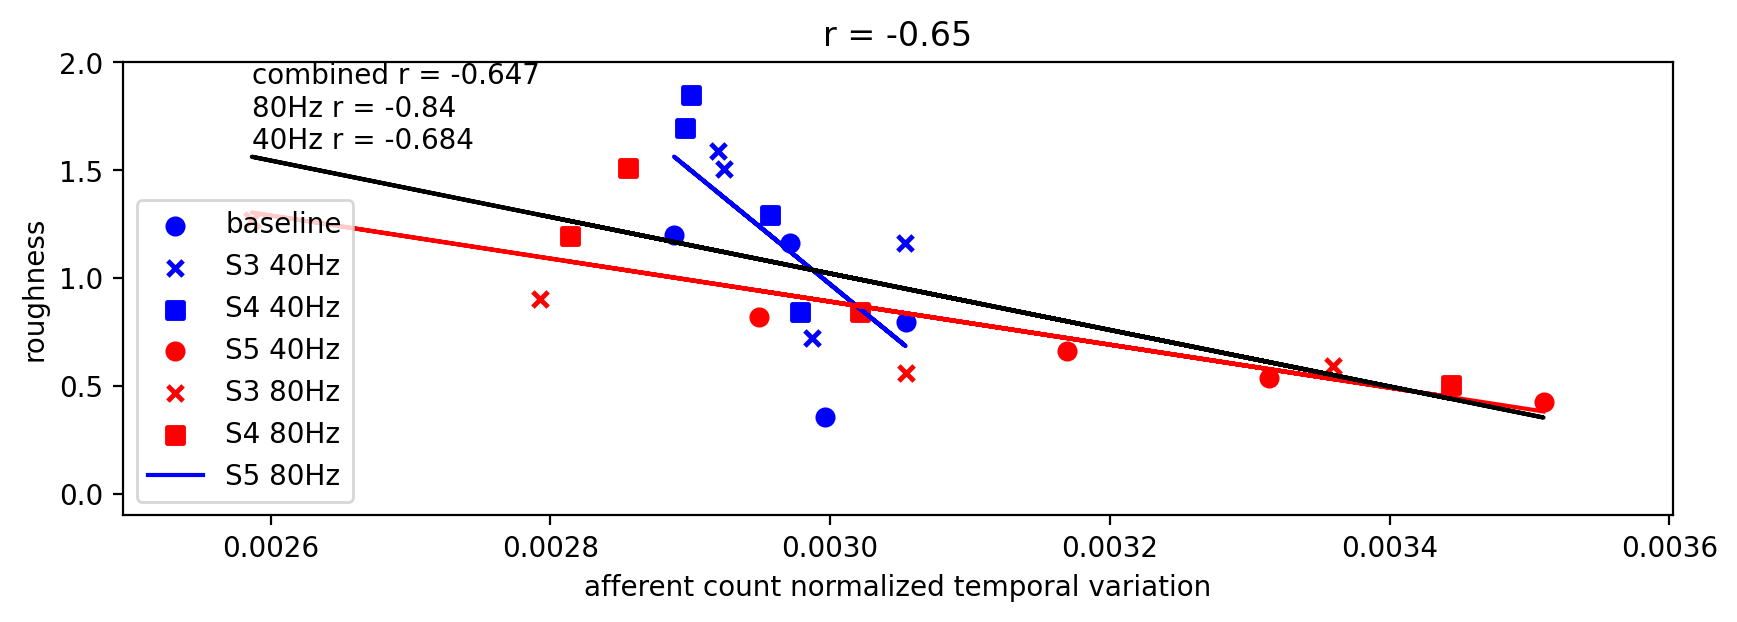 r = -0.65
combined r = -0.647
80Hz r = -0.84
40Hz r = -0.684
2.0
1.5
1.0
0.5
0.0
roughness
baseline
S3 40Hz
S4 40Hz
S5 40Hz
S3 80Hz
S4 80Hz
S5 80Hz
0.0026 0.0028 0.0030 0.0032 0.0034 0.0036
afferent count normalized temporal variation